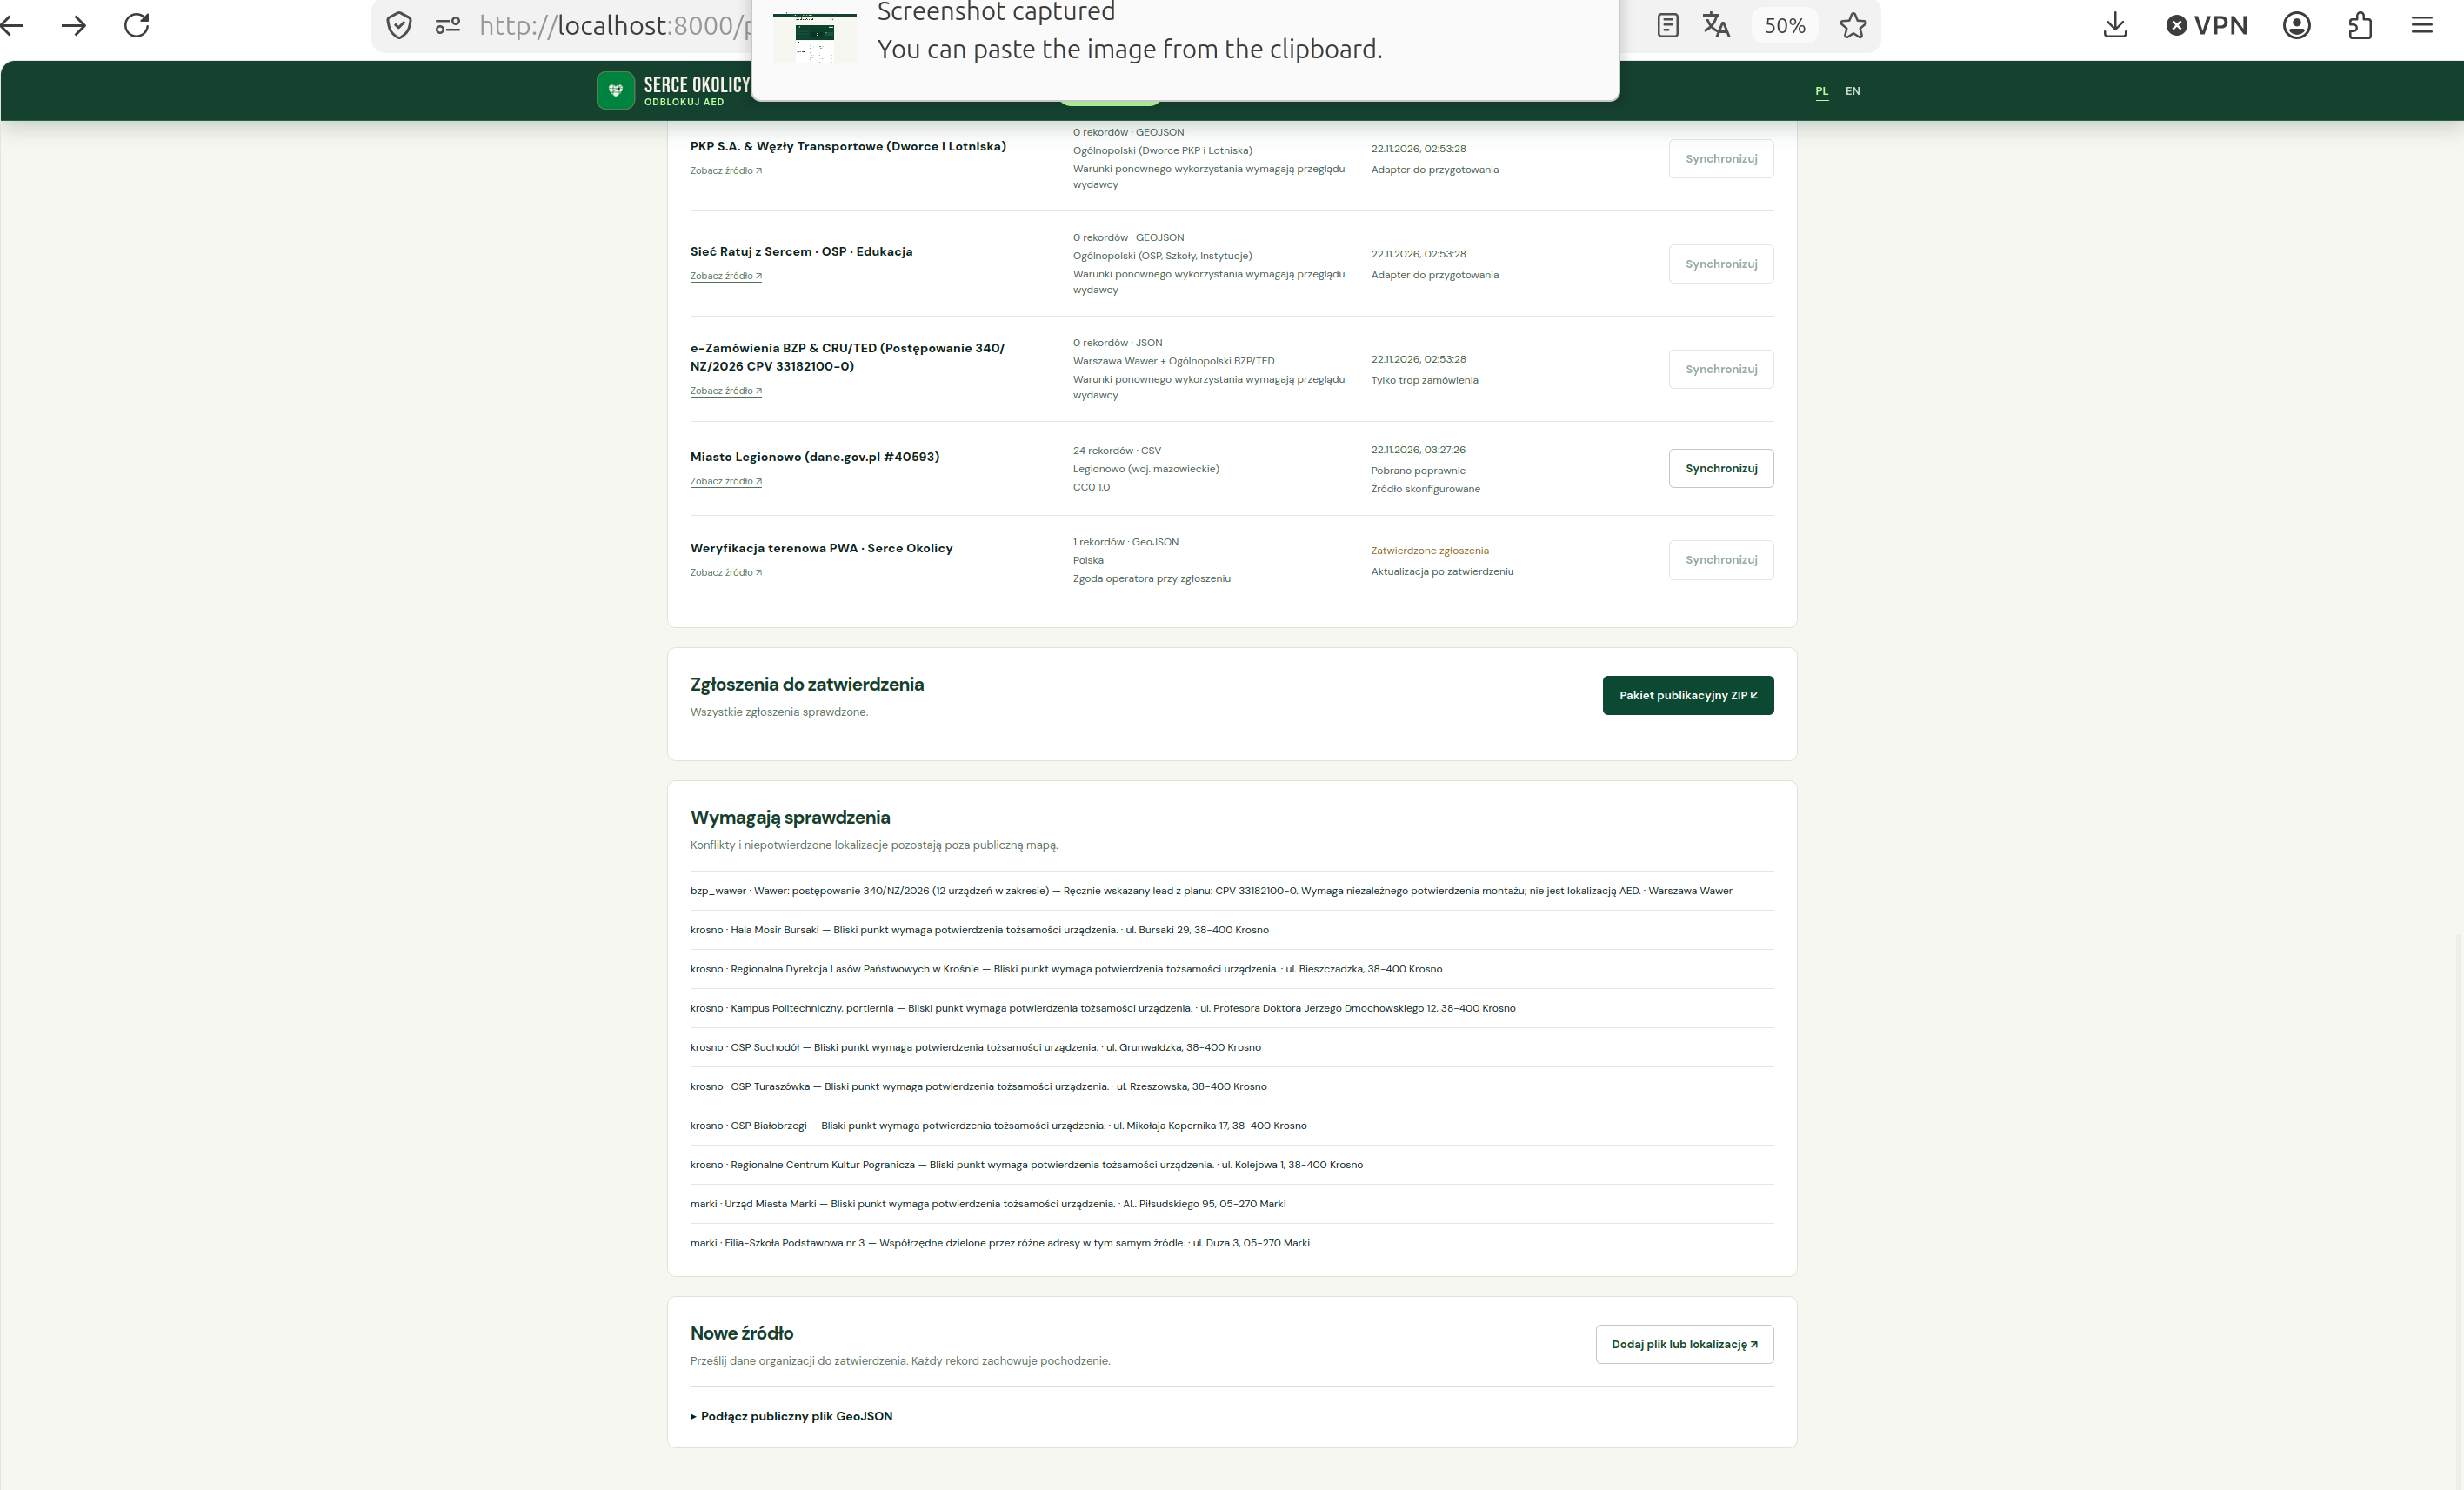 Screenshot captured
You can paste the image from the clipboard.
http://localhost:8000/p
50%
VPN
SERCE OKOLICY
ODBLOKUJ AED
PL EN
PKP S.A. & Węzły Transportowe (Dworce i Lotniska)
Zobacz źródło ↗
0 rekordów · GEOJSON
Ogólnopolski (Dworce PKP i Lotniska)
Warunki ponownego wykorzystania wymagają przeglądu
wydawcy
22.11.2026, 02:53:28
Adapter do przygotowania
Synchronizuj
Sieć Ratuj z Sercem · OSP · Edukacja
Zobacz źródło ↗
0 rekordów · GEOJSON
Ogólnopolski (OSP, Szkoły, Instytucje)
Warunki ponownego wykorzystania wymagają przeglądu
wydawcy
22.11.2026, 02:53:28
Adapter do przygotowania
Synchronizuj
e-Zamówienia BZP & CRU/TED (Postępowanie 340/
NZ/2026 CPV 33182100-0)
Zobacz źródło ↗
0 rekordów · JSON
Warszawa Wawer + Ogólnopolski BZP/TED
Warunki ponownego wykorzystania wymagają przeglądu
wydawcy
22.11.2026, 02:53:28
Tylko trop zamówienia
Synchronizuj
Miasto Legionowo (dane.gov.pl #40593)
Zobacz źródło ↗
24 rekordów · CSV
Legionowo (woj. mazowieckie)
CC0 1.0
22.11.2026, 03:27:26
Pobrano poprawnie
Źródło skonfigurowane
Synchronizuj
Weryfikacja terenowa PWA · Serce Okolicy
Zobacz źródło ↗
1 rekordów · GeoJSON
Polska
Zgoda operatora przy zgłoszeniu
Zatwierdzone zgłoszenia
Aktualizacja po zatwierdzeniu
Synchronizuj
Zgłoszenia do zatwierdzenia
Wszystkie zgłoszenia sprawdzone.
Pakiet publikacyjny ZIP ↙
Wymagają sprawdzenia
Konflikty i niepotwierdzone lokalizacje pozostają poza publiczną mapą.
bzp_wawer · Wawer: postępowanie 340/NZ/2026 (12 urządzeń w zakresie) — Ręcznie wskazany lead z planu: CPV 33182100-0. Wymaga niezależnego potwierdzenia montażu; nie jest lokalizacją AED. · Warszawa Wawer
krosno · Hala Mosir Bursaki — Bliski punkt wymaga potwierdzenia tożsamości urządzenia. · ul. Bursaki 29, 38-400 Krosno
krosno · Regionalna Dyrekcja Lasów Państwowych w Krośnie — Bliski punkt wymaga potwierdzenia tożsamości urządzenia. · ul. Bieszczadzka, 38-400 Krosno
krosno · Kampus Politechniczny, portiernia — Bliski punkt wymaga potwierdzenia tożsamości urządzenia. · ul. Profesora Doktora Jerzego Dmochowskiego 12, 38-400 Krosno
krosno · OSP Suchodół — Bliski punkt wymaga potwierdzenia tożsamości urządzenia. · ul. Grunwaldzka, 38-400 Krosno
krosno · OSP Turaszówka — Bliski punkt wymaga potwierdzenia tożsamości urządzenia. · ul. Rzeszowska, 38-400 Krosno
krosno · OSP Białobrzegi — Bliski punkt wymaga potwierdzenia tożsamości urządzenia. · ul. Mikołaja Kopernika 17, 38-400 Krosno
krosno · Regionalne Centrum Kultur Pogranicza — Bliski punkt wymaga potwierdzenia tożsamości urządzenia. · ul. Kolejowa 1, 38-400 Krosno
marki · Urząd Miasta Marki — Bliski punkt wymaga potwierdzenia tożsamości urządzenia. · Al.. Piłsudskiego 95, 05-270 Marki
marki · Filia-Szkoła Podstawowa nr 3 — Współrzędne dzielone przez różne adresy w tym samym źródle. · ul. Duza 3, 05-270 Marki
Nowe źródło
Prześlij dane organizacji do zatwierdzenia. Każdy rekord zachowuje pochodzenie.
Dodaj plik lub lokalizację ↗
▸ Podłącz publiczny plik GeoJSON